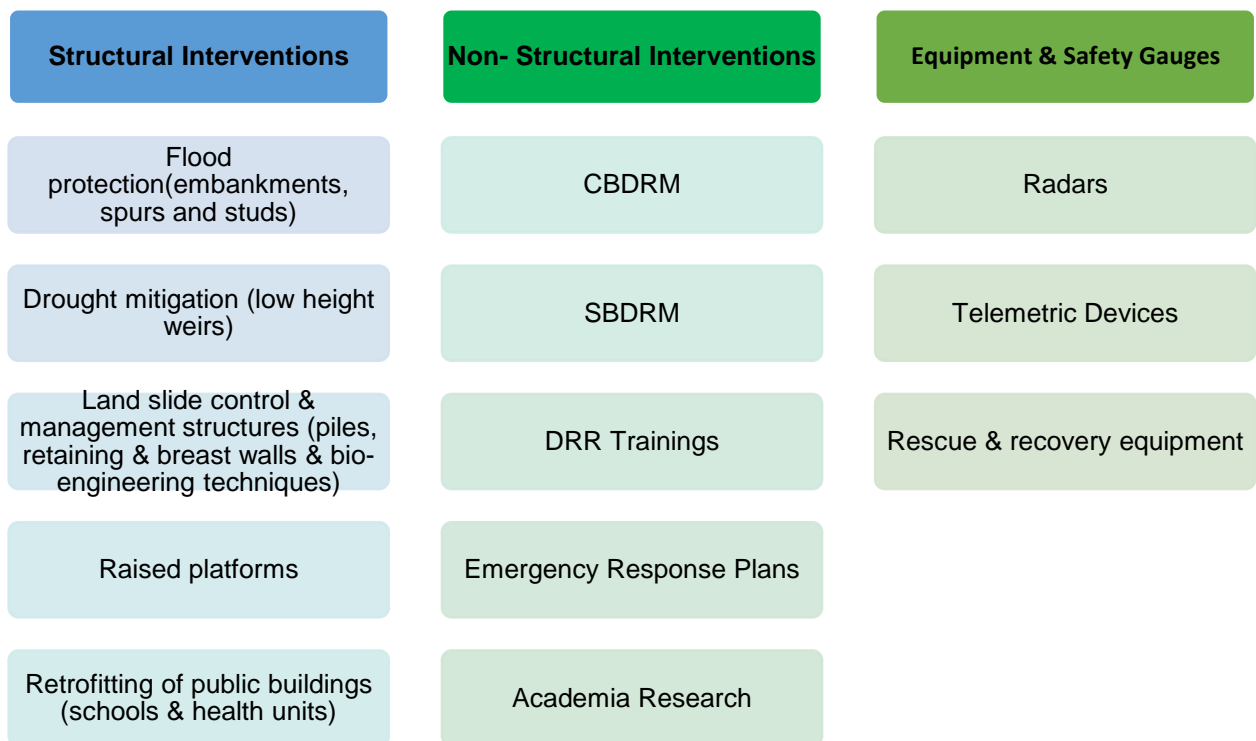 Structural Interventions
Flood
protection(embankments,
spurs and studs)
Drought mitigation (low height
weirs)
Land slide control &
management structures (piles,
retaining & breast walls & bio-
engineering techniques)
Raised platforms
Retrofitting of public buildings
(schools & health units)
Non- Structural Interventions
CBDRM
SBDRM
DRR Trainings
Emergency Response Plans
Academia Research
Equipment & Safety Gauges
Radars
Telemetric Devices
Rescue & recovery equipment